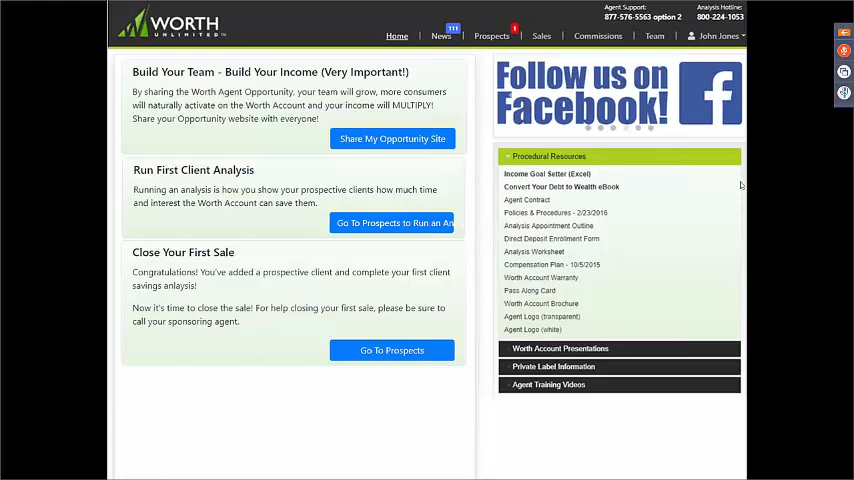 WORTH
UNLIMITED
Agent Support:
877-576-5563 option 2
Analysis Hotline:
800-224-1053
Home
News
111
Prospects
1
Sales
Commissions
Team
John Jones
Build Your Team - Build Your Income (Very Important!)
By sharing the Worth Agent Opportunity, your team will grow, more consumers
will naturally activate on the Worth Account and your income will MULTIPLY!
Share your Opportunity website with everyone!
Share My Opportunity Site
Run First Client Analysis
Running an analysis is how you show your prospective clients how much time
and interest the Worth Account can save them.
Go To Prospects to Run an An
Close Your First Sale
Congratulations! You've added a prospective client and complete your first client
savings anlaysis!
Now it's time to close the sale! For help closing your first sale, please be sure to
call your sponsoring agent.
Go To Prospects
Follow us on
Facebook!
f
Procedural Resources
Income Goal Setter (Excel)
Convert Your Debt to Wealth eBook
Agent Contract
Policies & Procedures - 2/23/2016
Analysis Appointment Outline
Direct Deposit Enrollment Form
Analysis Worksheet
Compensation Plan - 10/5/2015
Worth Account Warranty
Pass Along Card
Worth Account Brochure
Agent Logo (transparent)
Agent Logo (white)
Worth Account Presentations
Private Label Information
Agent Training Videos